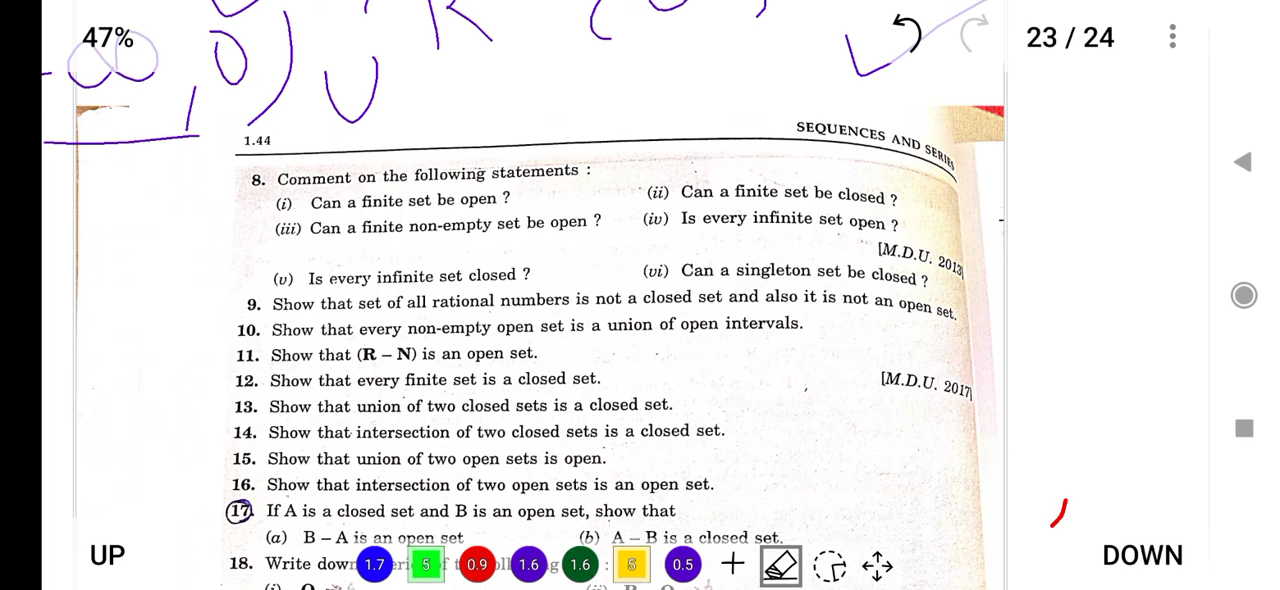 47%
23 / 24
-∞, 0) U
1.44
SEQUENCES AND SERIES
8. Comment on the following statements :
(i) Can a finite set be open ? (ii) Can a finite set be closed ?
(iii) Can a finite non-empty set be open ? (iv) Is every infinite set open ?
[M.D.U. 2013]
(v) Is every infinite set closed ? (vi) Can a singleton set be closed ?
9. Show that set of all rational numbers is not a closed set and also it is not an open set.
10. Show that every non-empty open set is a union of open intervals.
11. Show that (R – N) is an open set.
12. Show that every finite set is a closed set. [M.D.U. 2017]
13. Show that union of two closed sets is a closed set.
14. Show that intersection of two closed sets is a closed set.
15. Show that union of two open sets is open.
16. Show that intersection of two open sets is an open set.
17. If A is a closed set and B is an open set, show that
(a) B – A is an open set (b) A – B is a closed set.
18. Write down
UP
1.7 5 0.9 1.6 1.6 5 0.5
DOWN